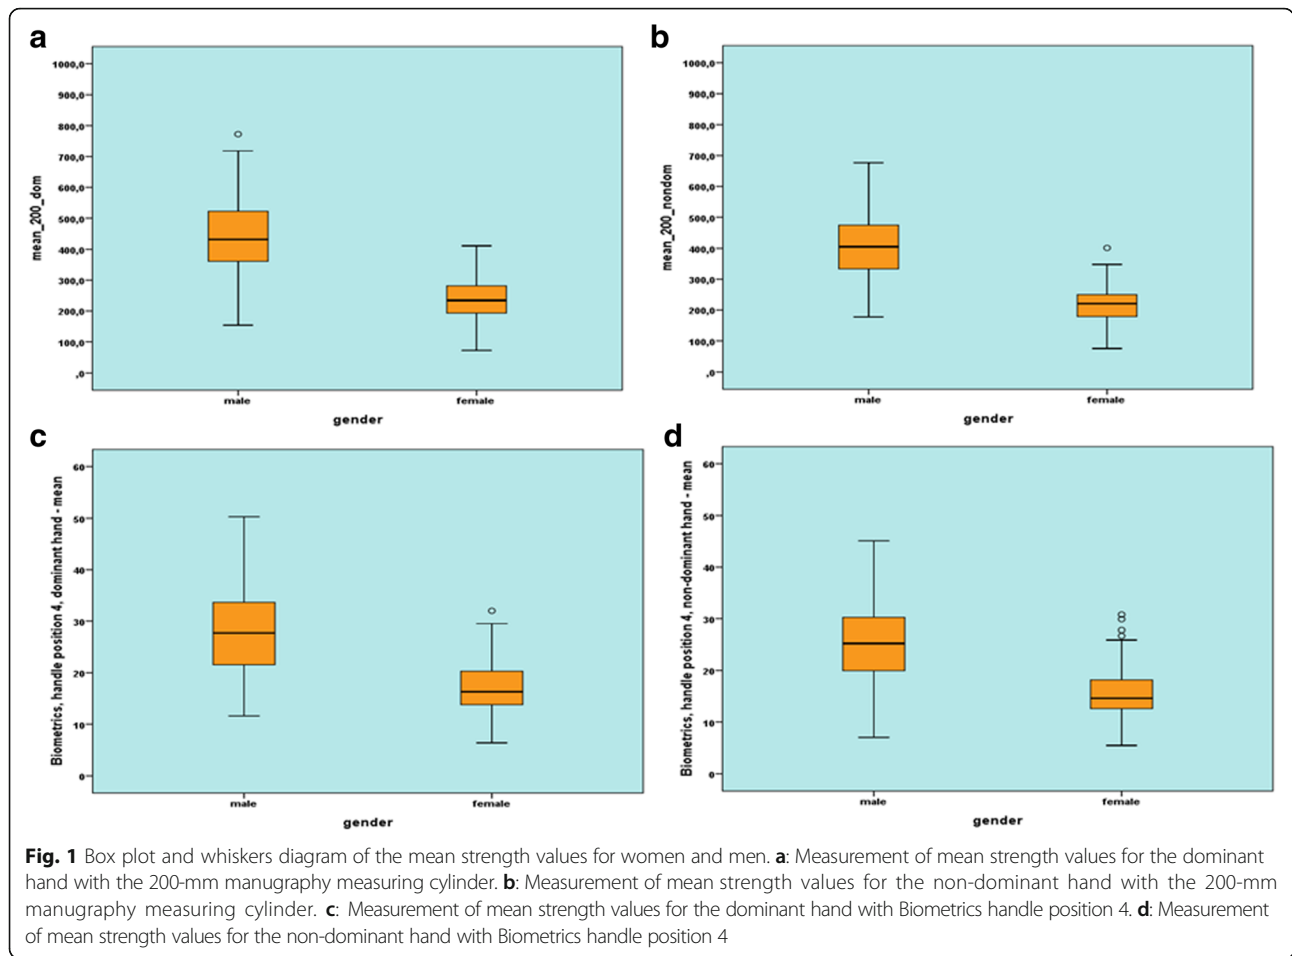 a
1000,0
900,0
800,0
700,0
600,0
500,0
400,0
300,0
200,0
100,0
,0
mean_200_dom
male
female
gender
b
1000,0
900,0
800,0
700,0
600,0
500,0
400,0
300,0
200,0
100,0
,0
mean_200_nondom
male
female
gender
c
60
50
40
30
20
10
0
Biometrics, handle position 4, dominant hand - mean
male
female
gender
d
60
50
40
30
20
10
0
Biometrics, handle position 4, non-dominant hand - mean
male
female
gender
Fig. 1 Box plot and whiskers diagram of the mean strength values for women and men. a: Measurement of mean strength values for the dominant
hand with the 200-mm manugraphy measuring cylinder. b: Measurement of mean strength values for the non-dominant hand with the 200-mm
manugraphy measuring cylinder. c: Measurement of mean strength values for the dominant hand with Biometrics handle position 4. d: Measurement
of mean strength values for the non-dominant hand with Biometrics handle position 4